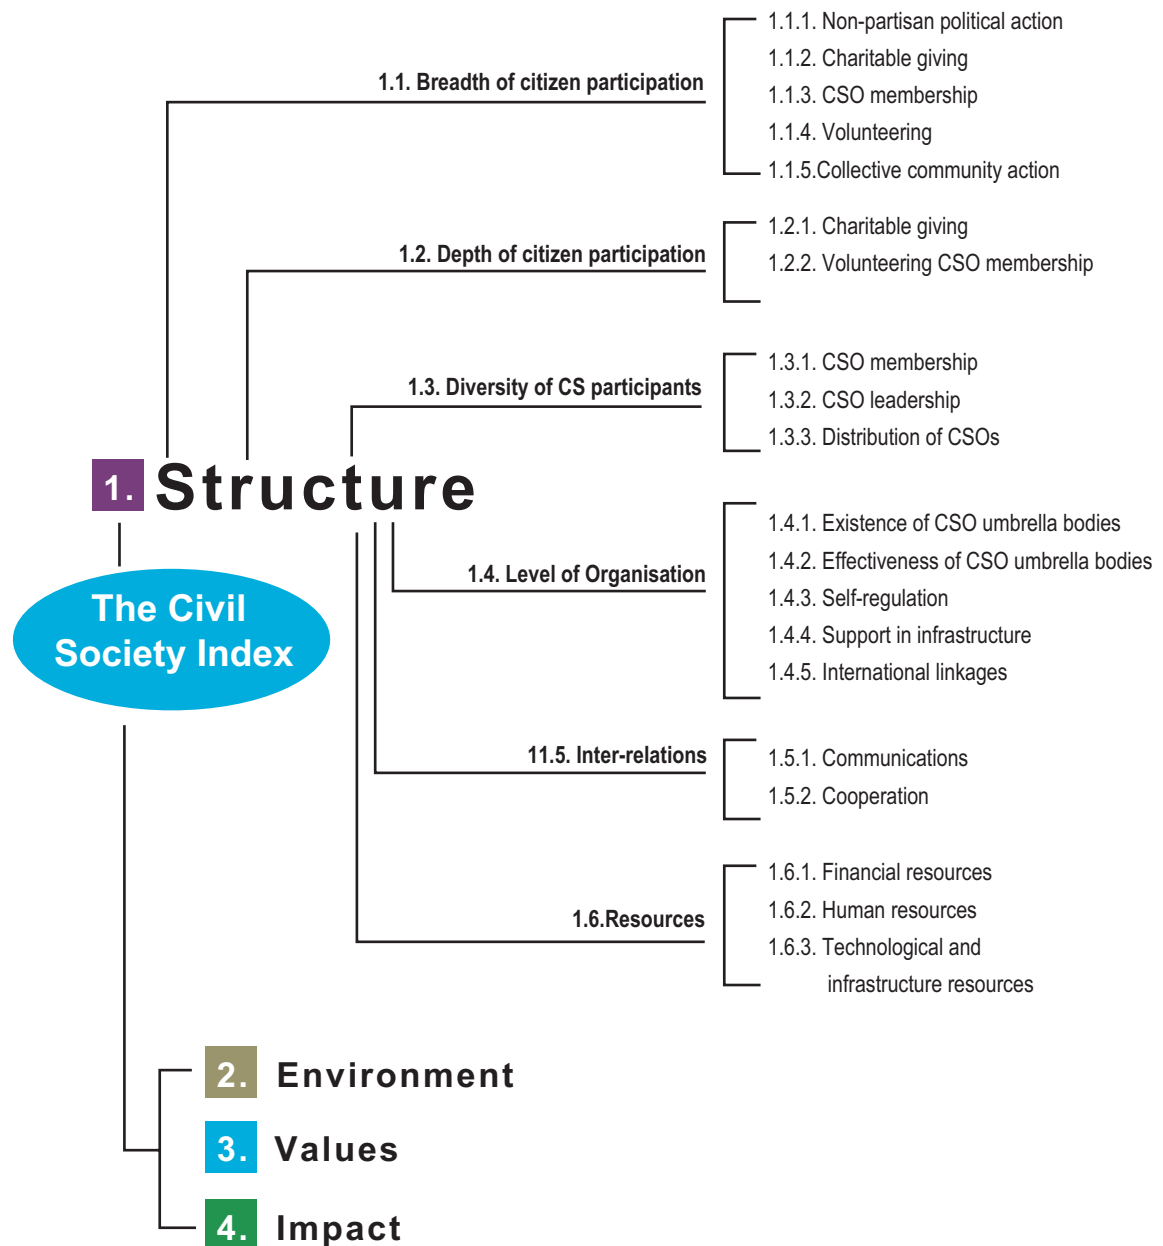 1.1. Breadth of citizen participation
1.1.1. Non-partisan political action
1.1.2. Charitable giving
1.1.3. CSO membership
1.1.4. Volunteering
1.1.5.Collective community action
1.2. Depth of citizen participation
1.2.1. Charitable giving
1.2.2. Volunteering CSO membership
1.3. Diversity of CS participants
1.3.1. CSO membership
1.3.2. CSO leadership
1.3.3. Distribution of CSOs
1. Structure
The Civil
Society Index
1.4. Level of Organisation
1.4.1. Existence of CSO umbrella bodies
1.4.2. Effectiveness of CSO umbrella bodies
1.4.3. Self-regulation
1.4.4. Support in infrastructure
1.4.5. International linkages
11.5. Inter-relations
1.5.1. Communications
1.5.2. Cooperation
1.6.Resources
1.6.1. Financial resources
1.6.2. Human resources
1.6.3. Technological and
infrastructure resources
2. Environment
3. Values
4. Impact